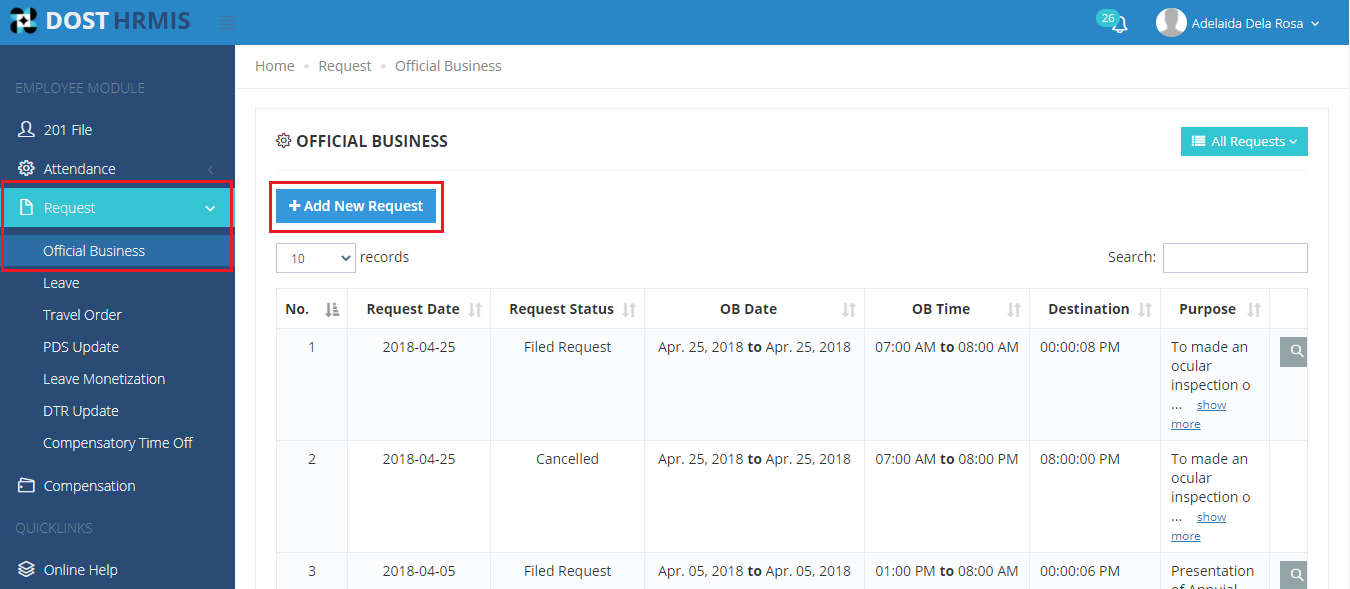 DOST HRMIS
26
Adelaida Dela Rosa
EMPLOYEE MODULE
201 File
Attendance
Request
Official Business
Leave
Travel Order
PDS Update
Leave Monetization
DTR Update
Compensatory Time Off
Compensation
QUICKLINKS
Online Help
Home Request Official Business
OFFICIAL BUSINESS
All Requests
Add New Request
10 records
Search:
No. Request Date Request Status OB Date OB Time Destination Purpose
1 2018-04-25 Filed Request Apr. 25, 2018 to Apr. 25, 2018 07:00 AM to 08:00 AM 00:00:08 PM To made an
ocular
inspection o
... show
more
2 2018-04-25 Cancelled Apr. 25, 2018 to Apr. 25, 2018 07:00 AM to 08:00 PM 08:00:00 PM To made an
ocular
inspection o
... show
more
3 2018-04-05 Filed Request Apr. 05, 2018 to Apr. 05, 2018 01:00 PM to 08:00 AM 00:00:06 PM Presentation